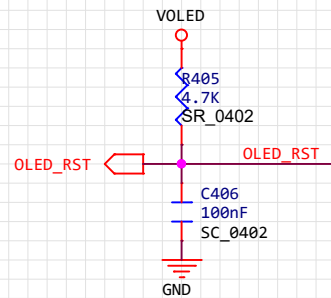 VOLED
R405
4.7K
SR_0402
OLED_RST
OLED_RST
C406
100nF
SC_0402
GND